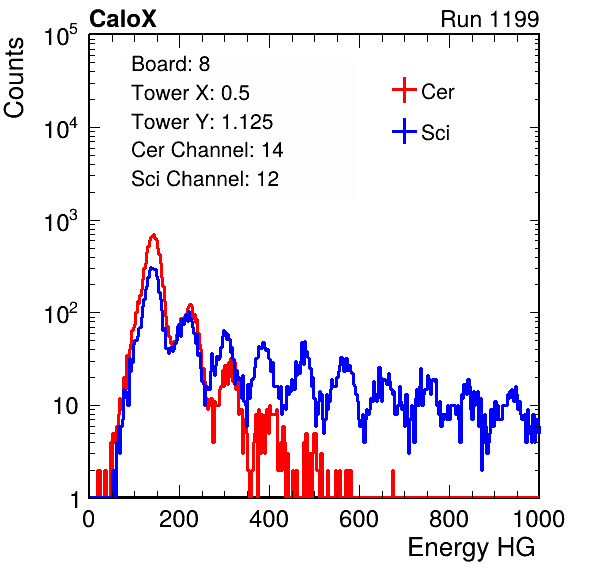 CaloX Run 1199
Counts
10^5
10^4
10^3
10^2
10
1
Board: 8
Tower X: 0.5
Tower Y: 1.125
Cer Channel: 14
Sci Channel: 12
Cer
Sci
0 200 400 600 800 1000
Energy HG